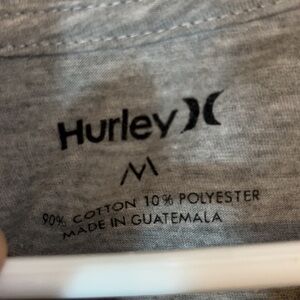 Hurley
M
90% COTTON 10% POLYESTER
MADE IN GUATEMALA